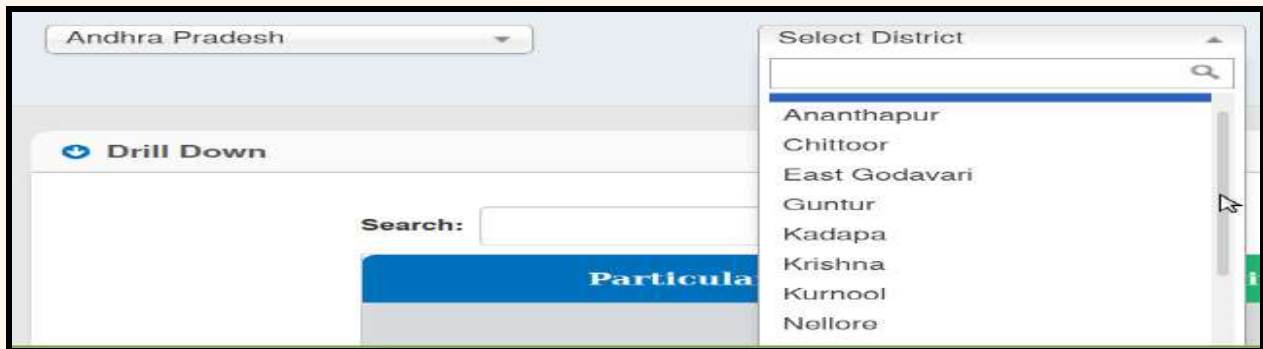 Andhra Pradesh
Select District
Ananthapur
Chittoor
East Godavari
Guntur
Kadapa
Krishna
Kurnool
Nellore
Drill Down
Search: